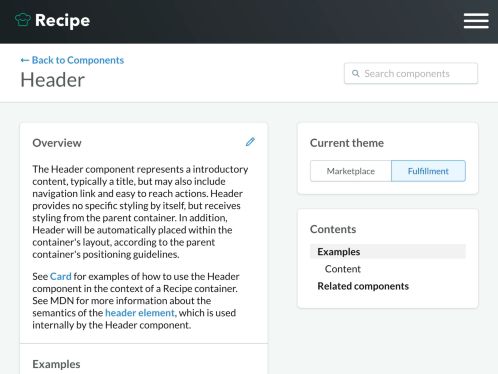 Recipe
← Back to Components
Header
Search components
Overview
The Header component represents a introductory
content, typically a title, but may also include
navigation link and easy to reach actions. Header
provides no specific styling by itself, but receives
styling from the parent container. In addition,
Header will be automatically placed within the
container's layout, according to the parent
container's positioning guidelines.
See Card for examples of how to use the Header
component in the context of a Recipe container.
See MDN for more information about the
semantics of the header element, which is used
internally by the Header component.
Examples
Current theme
Marketplace
Fulfillment
Contents
Examples
Content
Related components